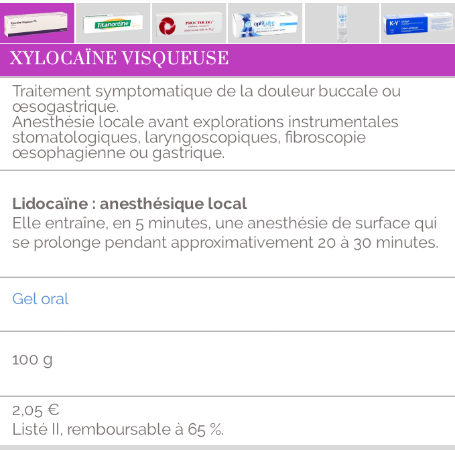 Titanoréine
PROCTOLOG
K-Y
XYLOCAÏNE VISQUEUSE
Traitement symptomatique de la douleur buccale ou
œsogastrique.
Anesthésie locale avant explorations instrumentales
stomatologiques, laryngoscopiques, fibroscopie
œsophagienne ou gastrique.
Lidocaïne : anesthésique local
Elle entraîne, en 5 minutes, une anesthésie de surface qui
se prolonge pendant approximativement 20 à 30 minutes.
Gel oral
100 g
2,05 €
Listé II, remboursable à 65 %.